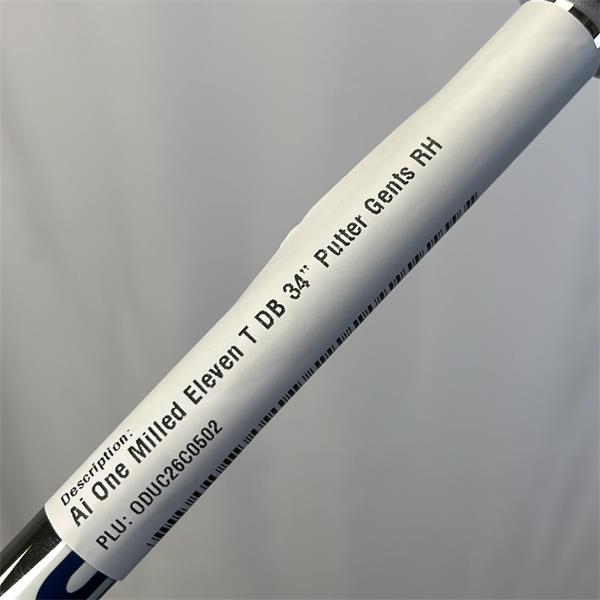 Description:
Ai One Milled Eleven T DB 34" Putter Gents RH
PLU: ODUC26C0502